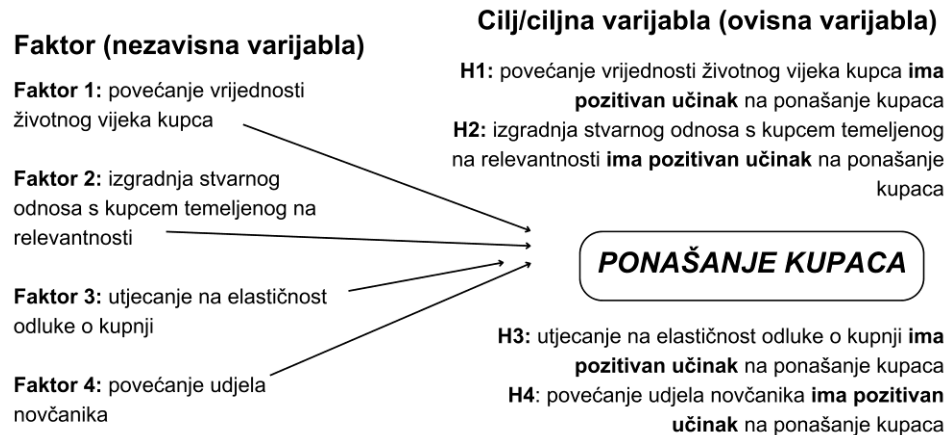 Faktor (nezavisna varijabla)
Faktor 1: povećanje vrijednosti
životnog vijeka kupca
Faktor 2: izgradnja stvarnog
odnosa s kupcem temeljenog na
relevantnosti
Faktor 3: utjecanje na elastičnost
odluke o kupnji
Faktor 4: povećanje udjela
novčanika
Cilj/ciljna varijabla (ovisna varijabla)
H1: povećanje vrijednosti životnog vijeka kupca ima
pozitivan učinak na ponašanje kupaca
H2: izgradnja stvarnog odnosa s kupcem temeljenog
na relevantnosti ima pozitivan učinak na ponašanje
kupaca
PONAŠANJE KUPACA
H3: utjecanje na elastičnost odluke o kupnji ima
pozitivan učinak na ponašanje kupaca
H4: povećanje udjela novčanika ima pozitivan
učinak na ponašanje kupaca